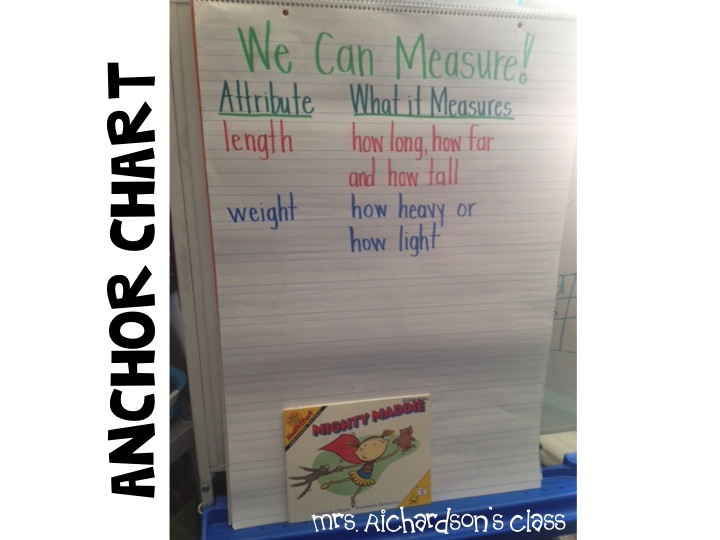 ANCHOR CHART
We Can Measure!
Attribute What it Measures
length how long, how far
and how tall
weight how heavy or
how light
MathStart
MIGHTY MADDIE
mrs. Richardson's class